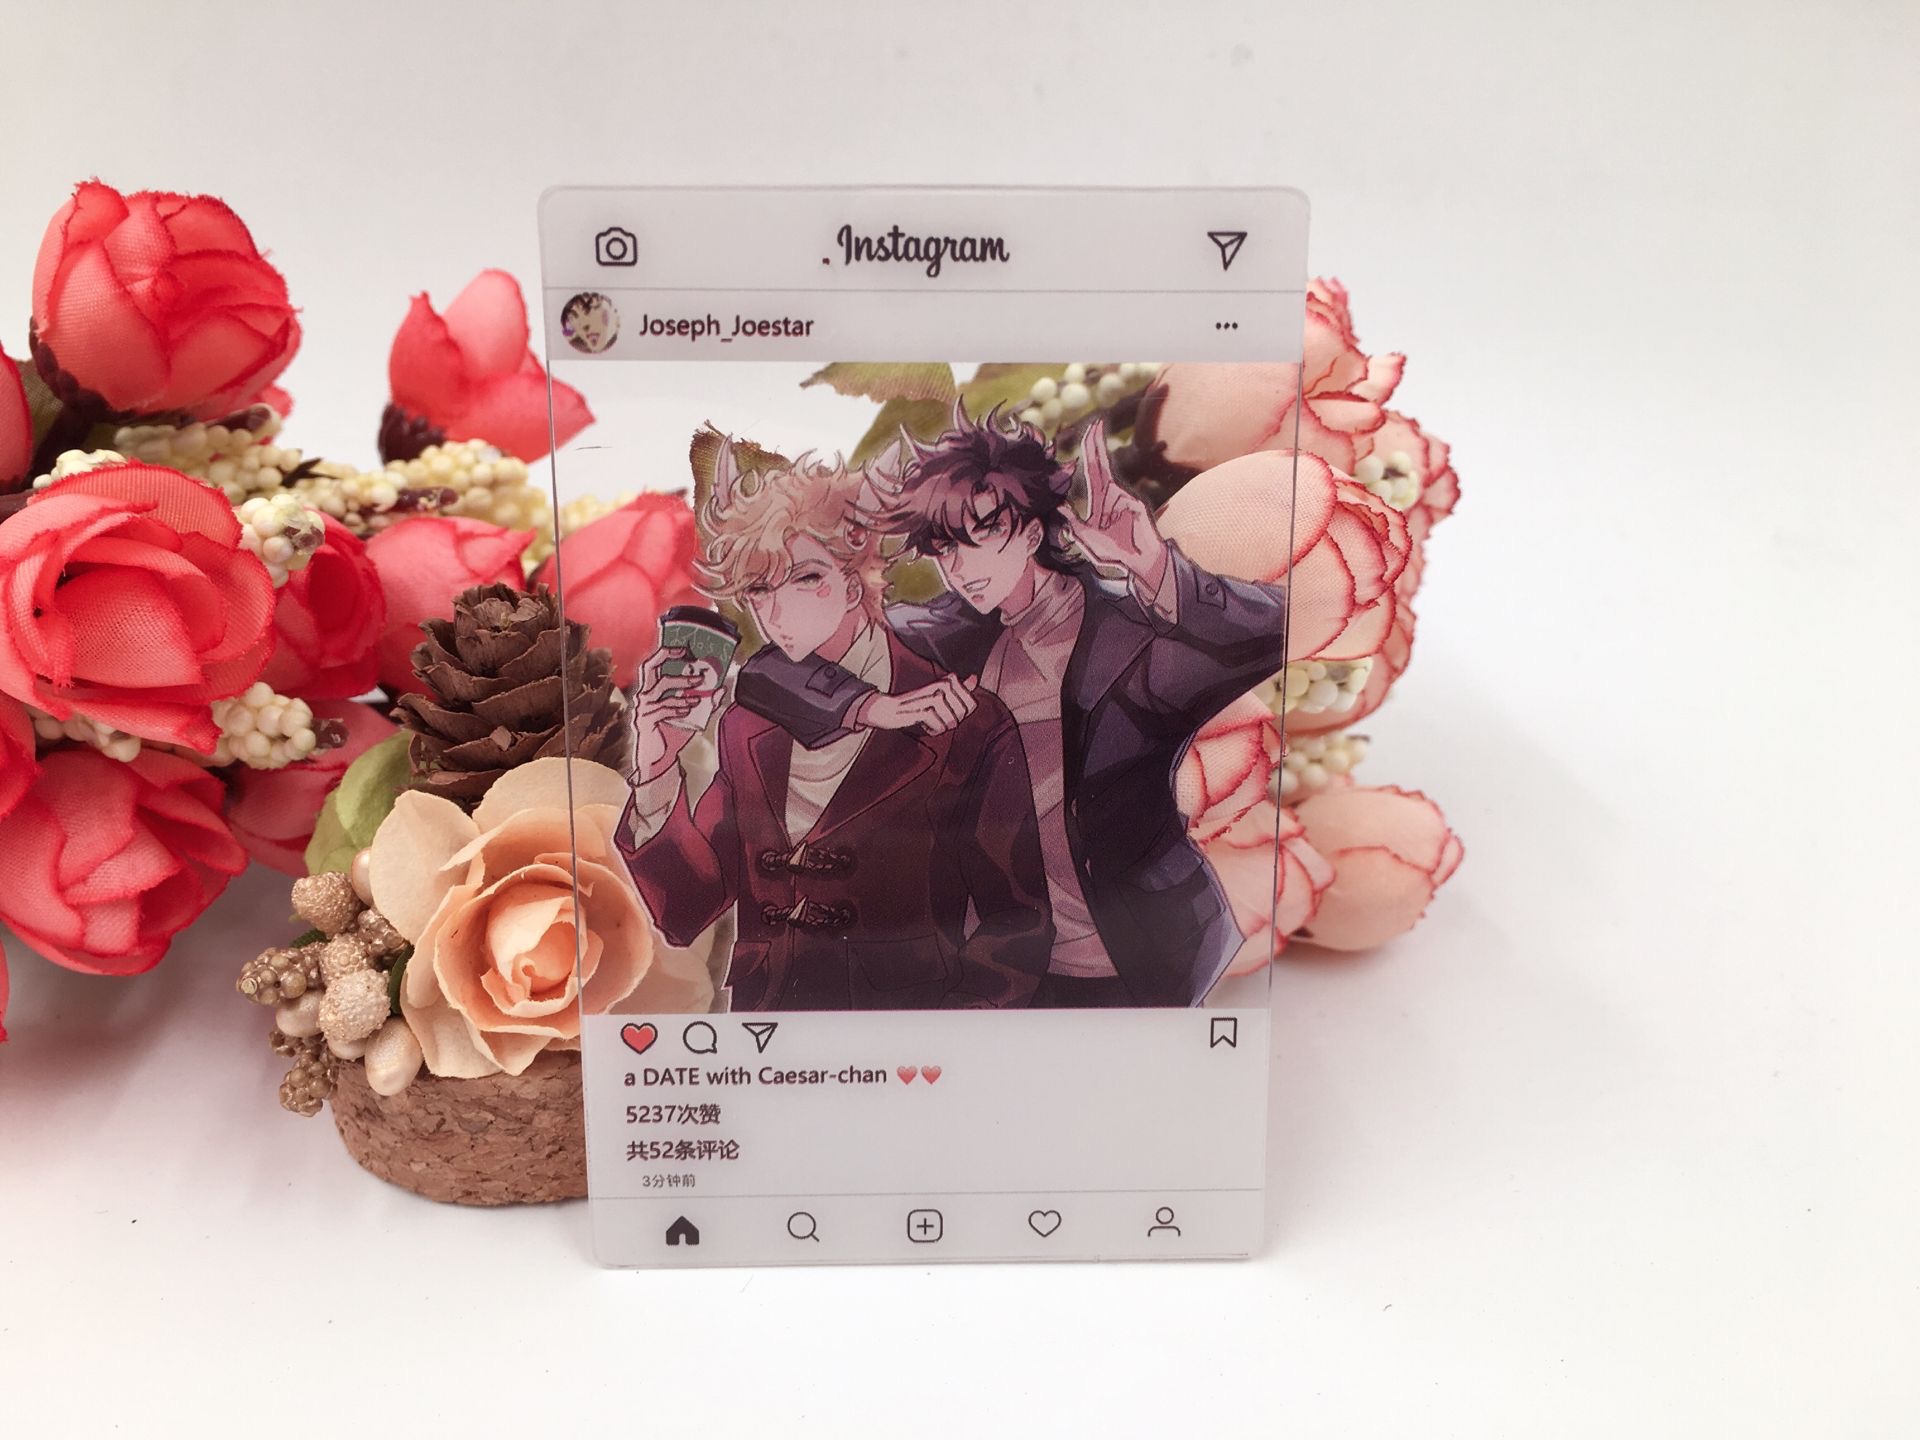 Instagram
Joseph_Joestar
a DATE with Caesar-chan ❤️❤️
5237次赞
共52条评论
3分钟前